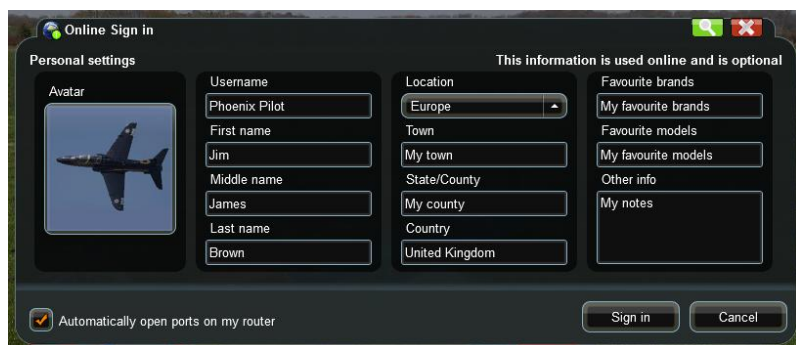 Online Sign in
Personal settings
This information is used online and is optional
Avatar
Username
Phoenix Pilot
First name
Jim
Middle name
James
Last name
Brown
Location
Europe
Town
My town
State/County
My county
Country
United Kingdom
Favourite brands
My favourite brands
Favourite models
My favourite models
Other info
My notes
Automatically open ports on my router
Sign in
Cancel